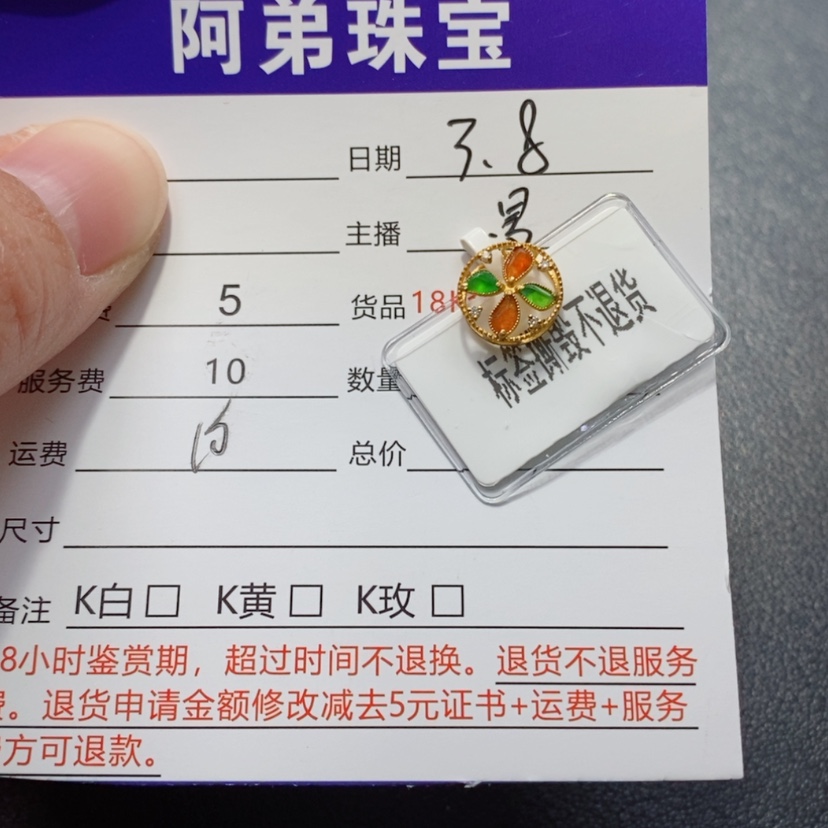 阿弟珠宝
日期 3.8
主播
费 5 货品 18K
服务费 10 数量
运费 总价
尺寸
备注 K白 □ K黄 □ K玫 □
8小时鉴赏期，超过时间不退换。退货不退服务
费。退货申请金额修改减去5元证书+运费+服务
方可退款。
标签撕毁不退货